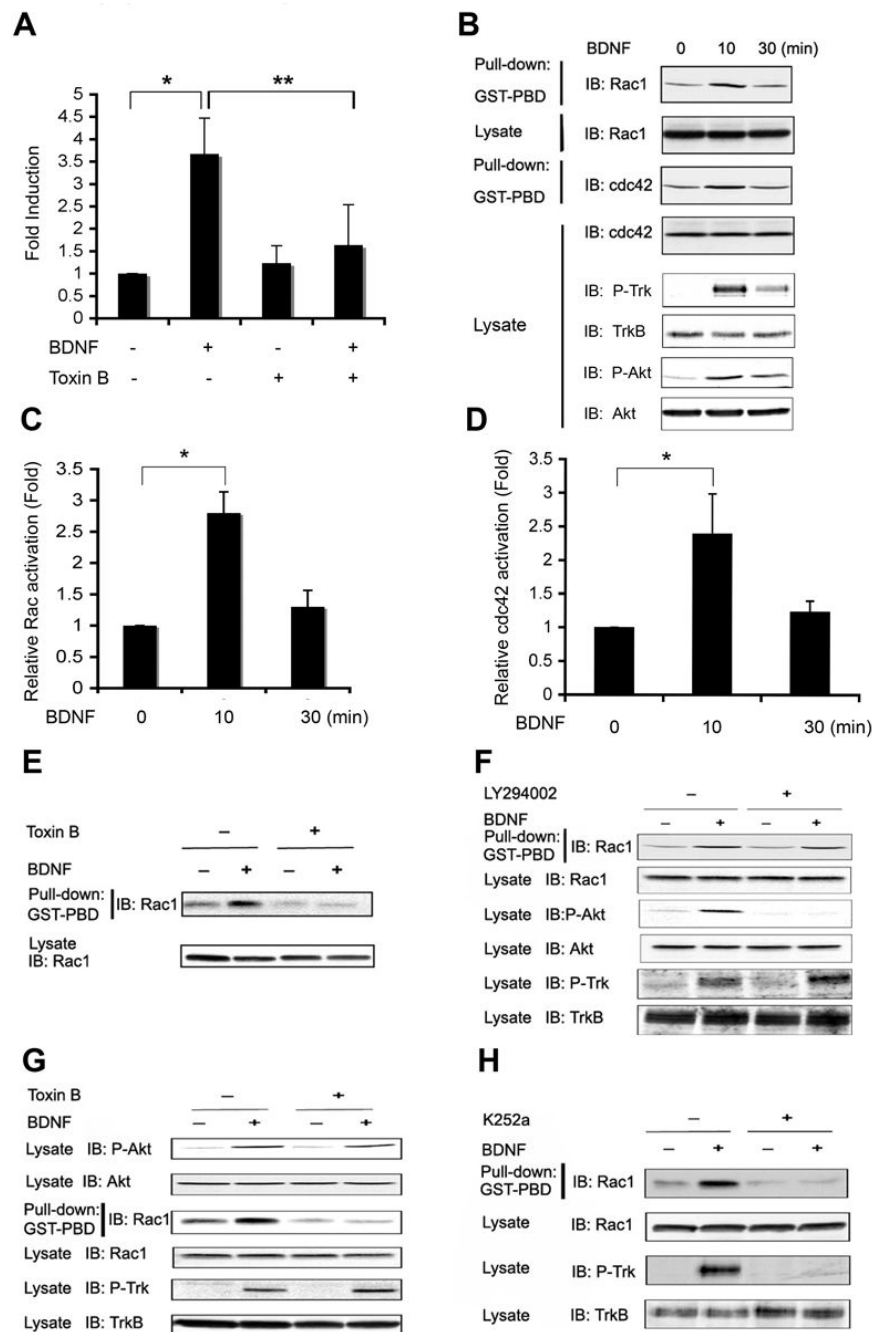 A
* **
5
4.5
4
3.5
3
2.5
2
1.5
1
0.5
0
Fold Induction
BDNF - + - +
Toxin B - - + +
B
BDNF 0 10 30 (min)
Pull-down: GST-PBD IB: Rac1
Lysate IB: Rac1
Pull-down: GST-PBD IB: cdc42
IB: cdc42
IB: P-Trk
Lysate IB: TrkB
IB: P-Akt
IB: Akt
C
*
3.5
3
2.5
2
1.5
1
0.5
0
Relative Rac activation (Fold)
BDNF 0 10 30 (min)
D
*
3.5
3
2.5
2
1.5
1
0.5
0
Relative cdc42 activation (Fold)
BDNF 0 10 30 (min)
E
Toxin B - +
BDNF - + - +
Pull-down: GST-PBD IB: Rac1
Lysate
IB: Rac1
F
LY294002 - +
BDNF - + - +
Pull-down: GST-PBD IB: Rac1
Lysate IB: Rac1
Lysate IB:P-Akt
Lysate IB: Akt
Lysate IB: P-Trk
Lysate IB: TrkB
G
Toxin B - +
BDNF - + - +
Lysate IB: P-Akt
Lysate IB: Akt
Pull-down: GST-PBD IB: Rac1
Lysate IB: Rac1
Lysate IB: P-Trk
Lysate IB: TrkB
H
K252a - +
BDNF - + - +
Pull-down: GST-PBD IB: Rac1
Lysate IB: Rac1
Lysate IB: P-Trk
Lysate IB: TrkB